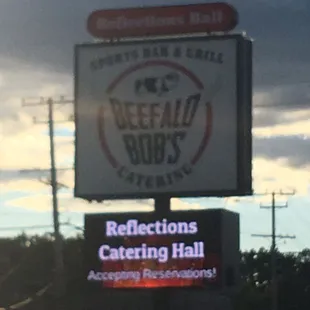 Reflections Hall
SPORTS BAR & GRILL
BEEFALO
BOB'S
CATERING
Reflections
Catering Hall
Accepting Reservations!